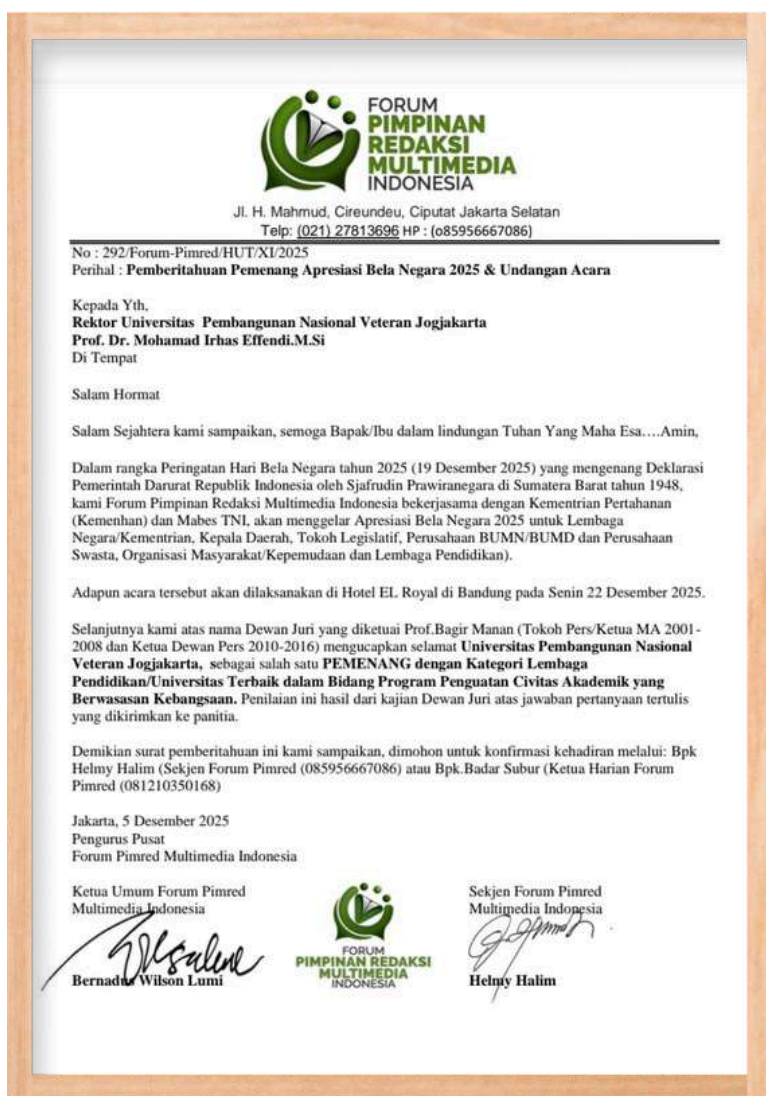 FORUM
PIMPINAN
REDAKSI
MULTIMEDIA
INDONESIA
Jl. H. Mahmud, Cireundeu, Ciputat Jakarta Selatan
Telp: (021) 27813696 HP : (o85956667086)
No : 292/Forum-Pimred/HUT/XI/2025
Perihal : Pemberitahuan Pemenang Apresiasi Bela Negara 2025 & Undangan Acara
Kepada Yth,
Rektor Universitas Pembangunan Nasional Veteran Jogjakarta
Prof. Dr. Mohamad Irhas Effendi.M.Si
Di Tempat
Salam Hormat
Salam Sejahtera kami sampaikan, semoga Bapak/Ibu dalam lindungan Tuhan Yang Maha Esa….Amin,
Dalam rangka Peringatan Hari Bela Negara tahun 2025 (19 Desember 2025) yang mengenang Deklarasi
Pemerintah Darurat Republik Indonesia oleh Sjafrudin Prawiranegara di Sumatera Barat tahun 1948,
kami Forum Pimpinan Redaksi Multimedia Indonesia bekerjasama dengan Kementrian Pertahanan
(Kemenhan) dan Mabes TNI, akan menggelar Apresiasi Bela Negara 2025 untuk Lembaga
Negara/Kementrian, Kepala Daerah, Tokoh Legislatif, Perusahaan BUMN/BUMD dan Perusahaan
Swasta, Organisasi Masyarakat/Kepemudaan dan Lembaga Pendidikan).
Adapun acara tersebut akan dilaksanakan di Hotel EL Royal di Bandung pada Senin 22 Desember 2025.
Selanjutnya kami atas nama Dewan Juri yang diketuai Prof.Bagir Manan (Tokoh Pers/Ketua MA 2001-
2008 dan Ketua Dewan Pers 2010-2016) mengucapkan selamat Universitas Pembangunan Nasional
Veteran Jogjakarta, sebagai salah satu PEMENANG dengan Kategori Lembaga
Pendidikan/Universitas Terbaik dalam Bidang Program Penguatan Civitas Akademik yang
Berwasasan Kebangsaan. Penilaian ini hasil dari kajian Dewan Juri atas jawaban pertanyaan tertulis
yang dikirimkan ke panitia.
Demikian surat pemberitahuan ini kami sampaikan, dimohon untuk konfirmasi kehadiran melalui: Bpk
Helmy Halim (Sekjen Forum Pimred (085956667086) atau Bpk.Badar Subur (Ketua Harian Forum
Pimred (081210350168)
Jakarta, 5 Desember 2025
Pengurus Pusat
Forum Pimred Multimedia Indonesia
Ketua Umum Forum Pimred
Multimedia Indonesia
Bernadus Wilson Lumi
FORUM
PIMPINAN REDAKSI
MULTIMEDIA
INDONESIA
Sekjen Forum Pimred
Multimedia Indonesia
Helmy Halim